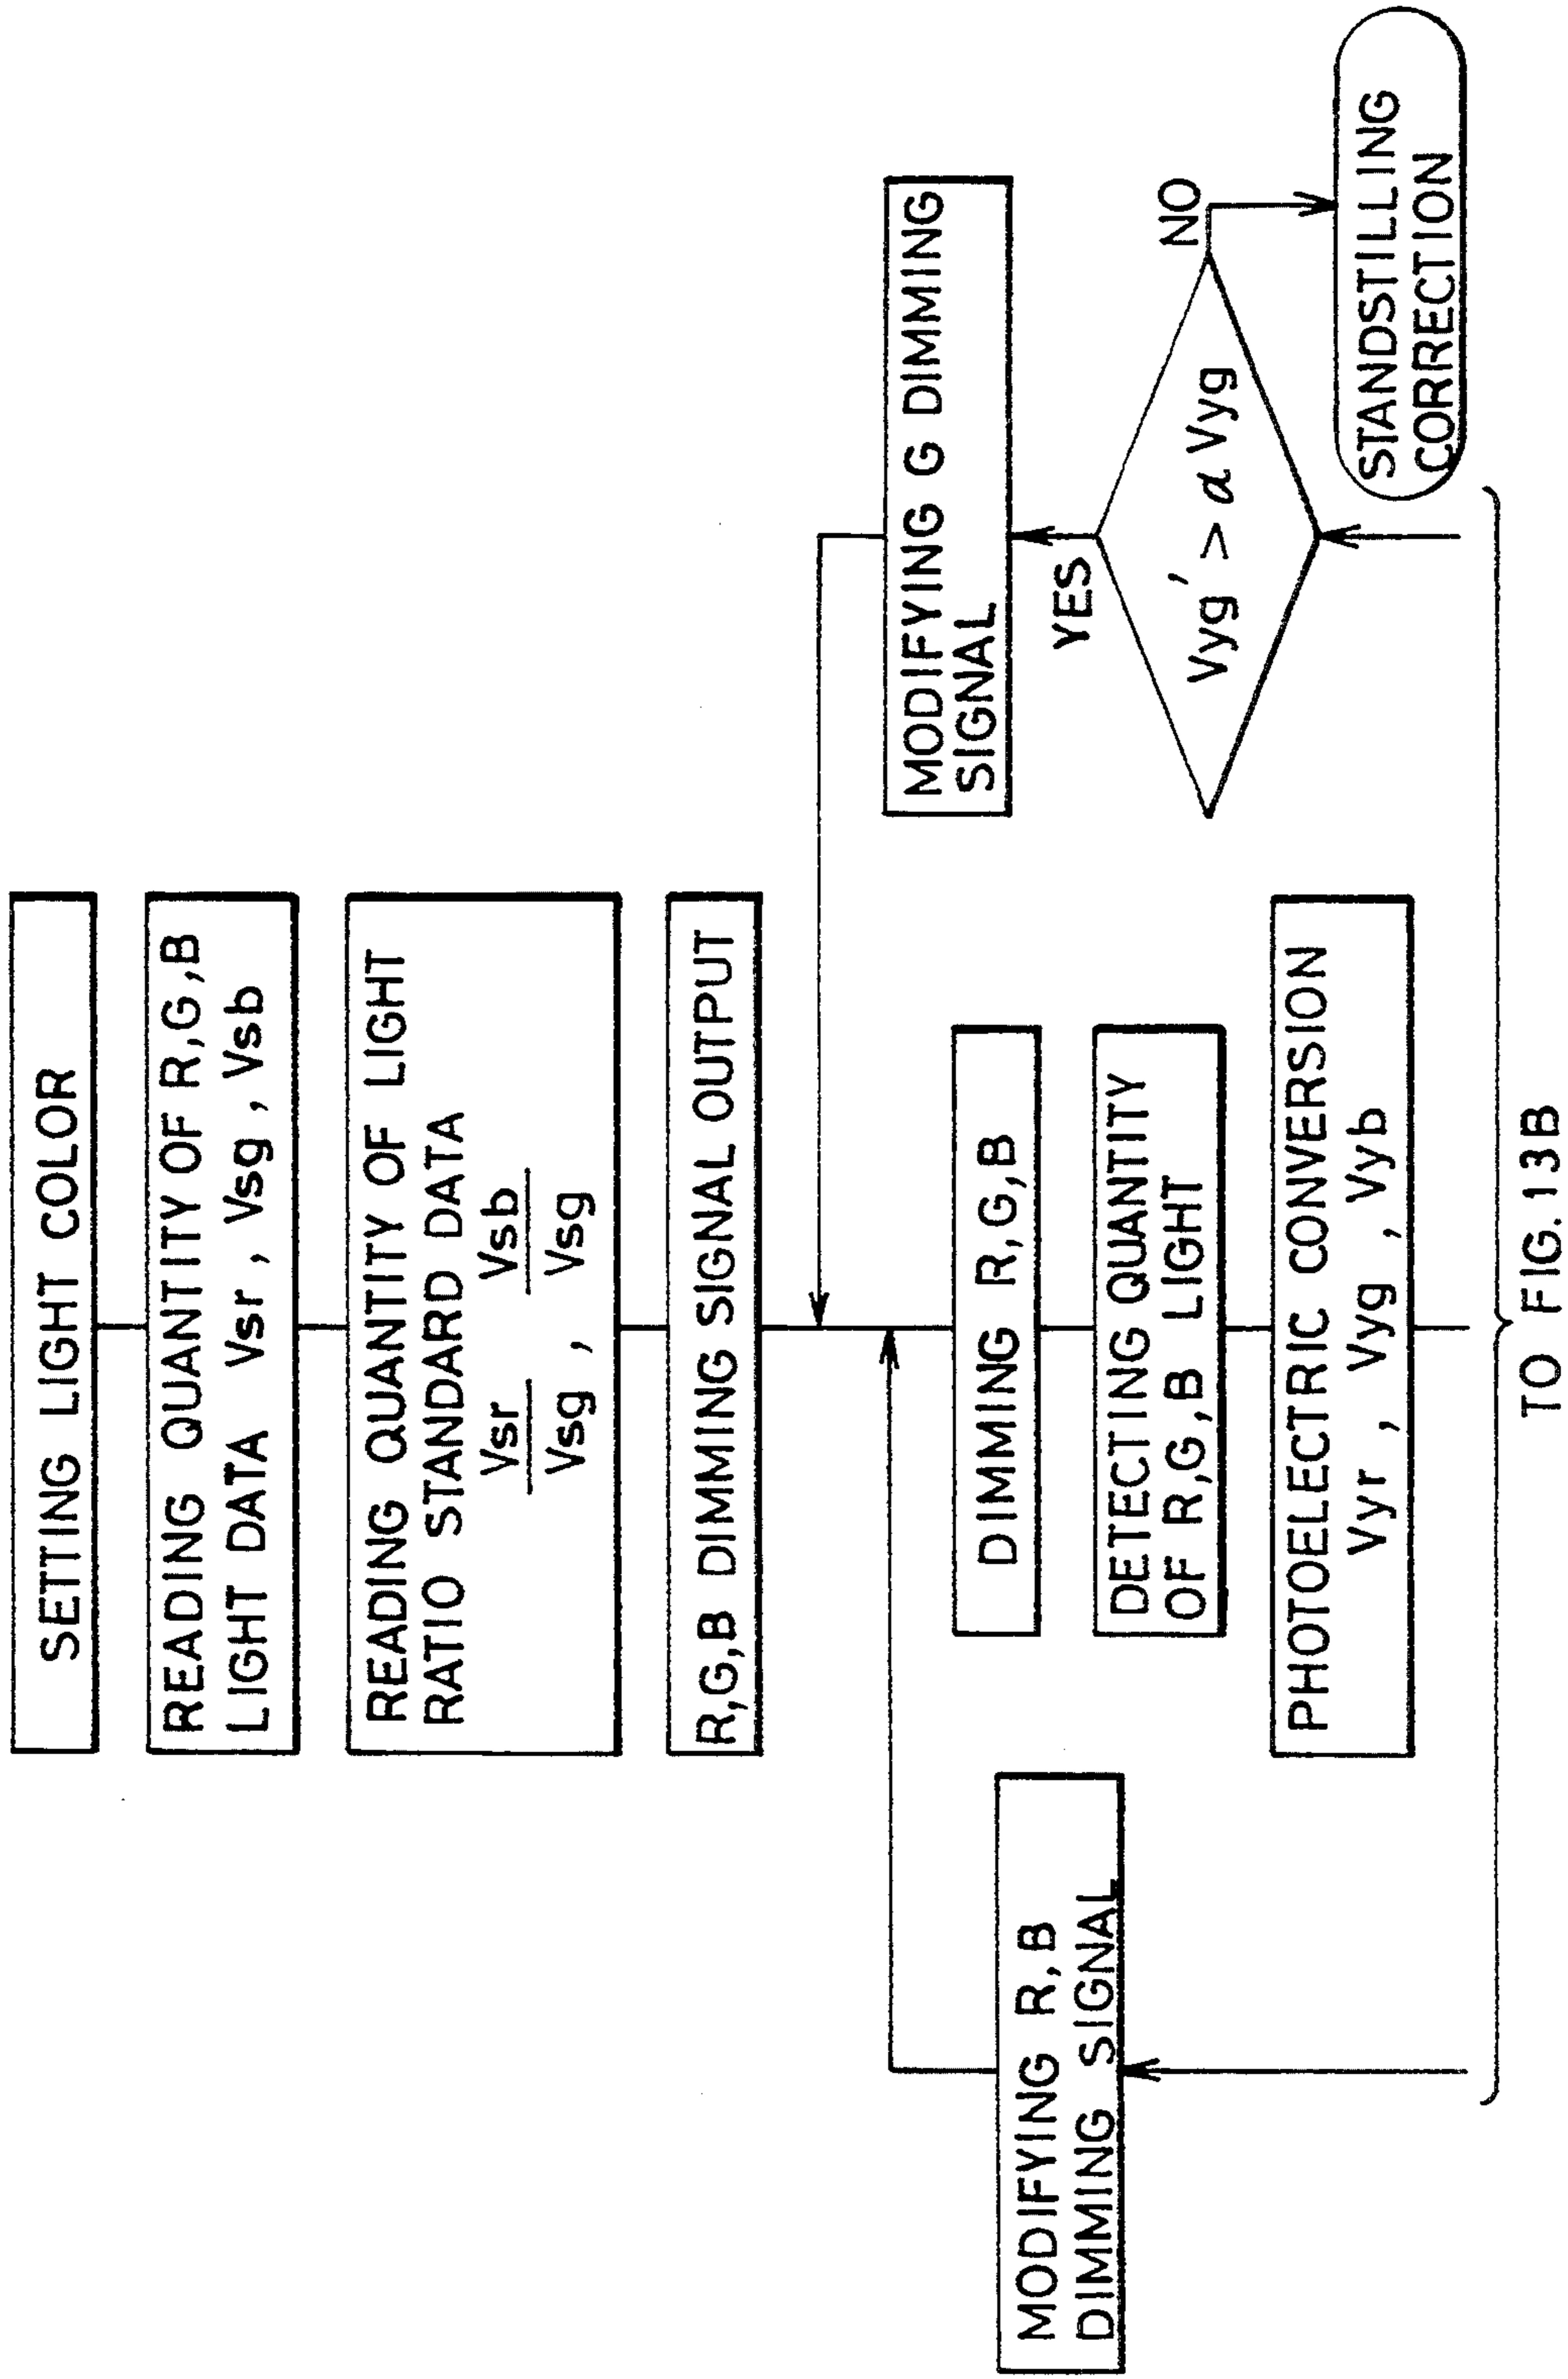 SETTING LIGHT COLOR
READING QUANTITY OF R,G,B
LIGHT DATA Vsr, Vsg, Vsb
READING QUANTITY OF LIGHT
RATIO STANDARD DATA
Vsr/Vsg, Vsb/Vsg
R,G,B DIMMING SIGNAL OUTPUT
MODIFYING R,B
DIMMING SIGNAL
DIMMING R,G,B
DETECTING QUANTITY
OF R,G,B LIGHT
PHOTOELECTRIC CONVERSION
Vyr, Vyg, Vyb
MODIFYING G DIMMING
SIGNAL
YES
Vyg' > α Vyg
NO
STANDSTILLING
CORRECTION
TO FIG. 13B